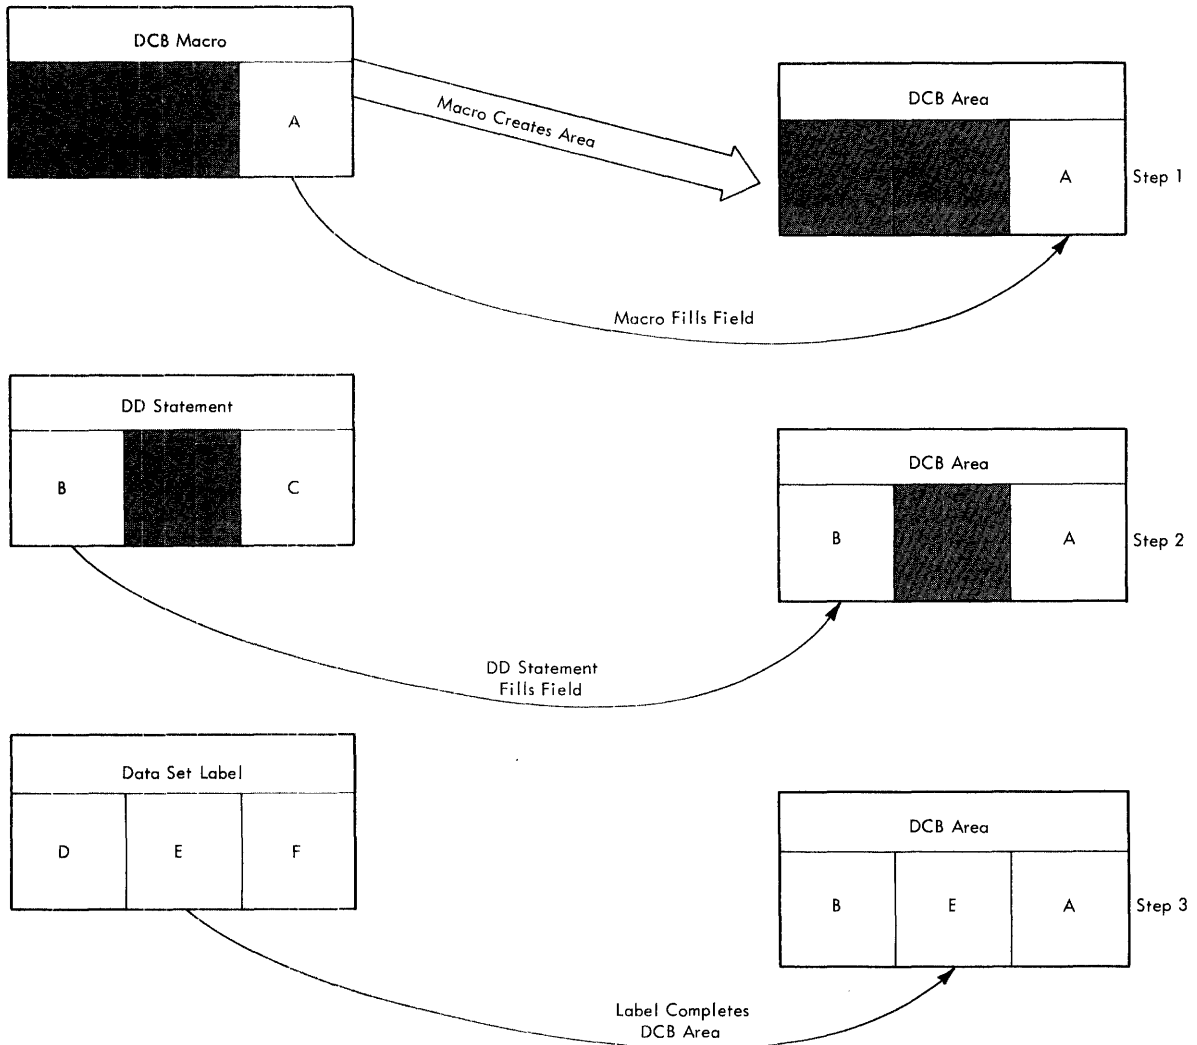 DCB Macro
A
Macro Creates Area
DCB Area
A
Step 1
Macro Fills Field
DD Statement
B
C
DCB Area
B
A
Step 2
DD Statement
Fills Field
Data Set Label
D
E
F
DCB Area
B
E
A
Step 3
Label Completes
DCB Area